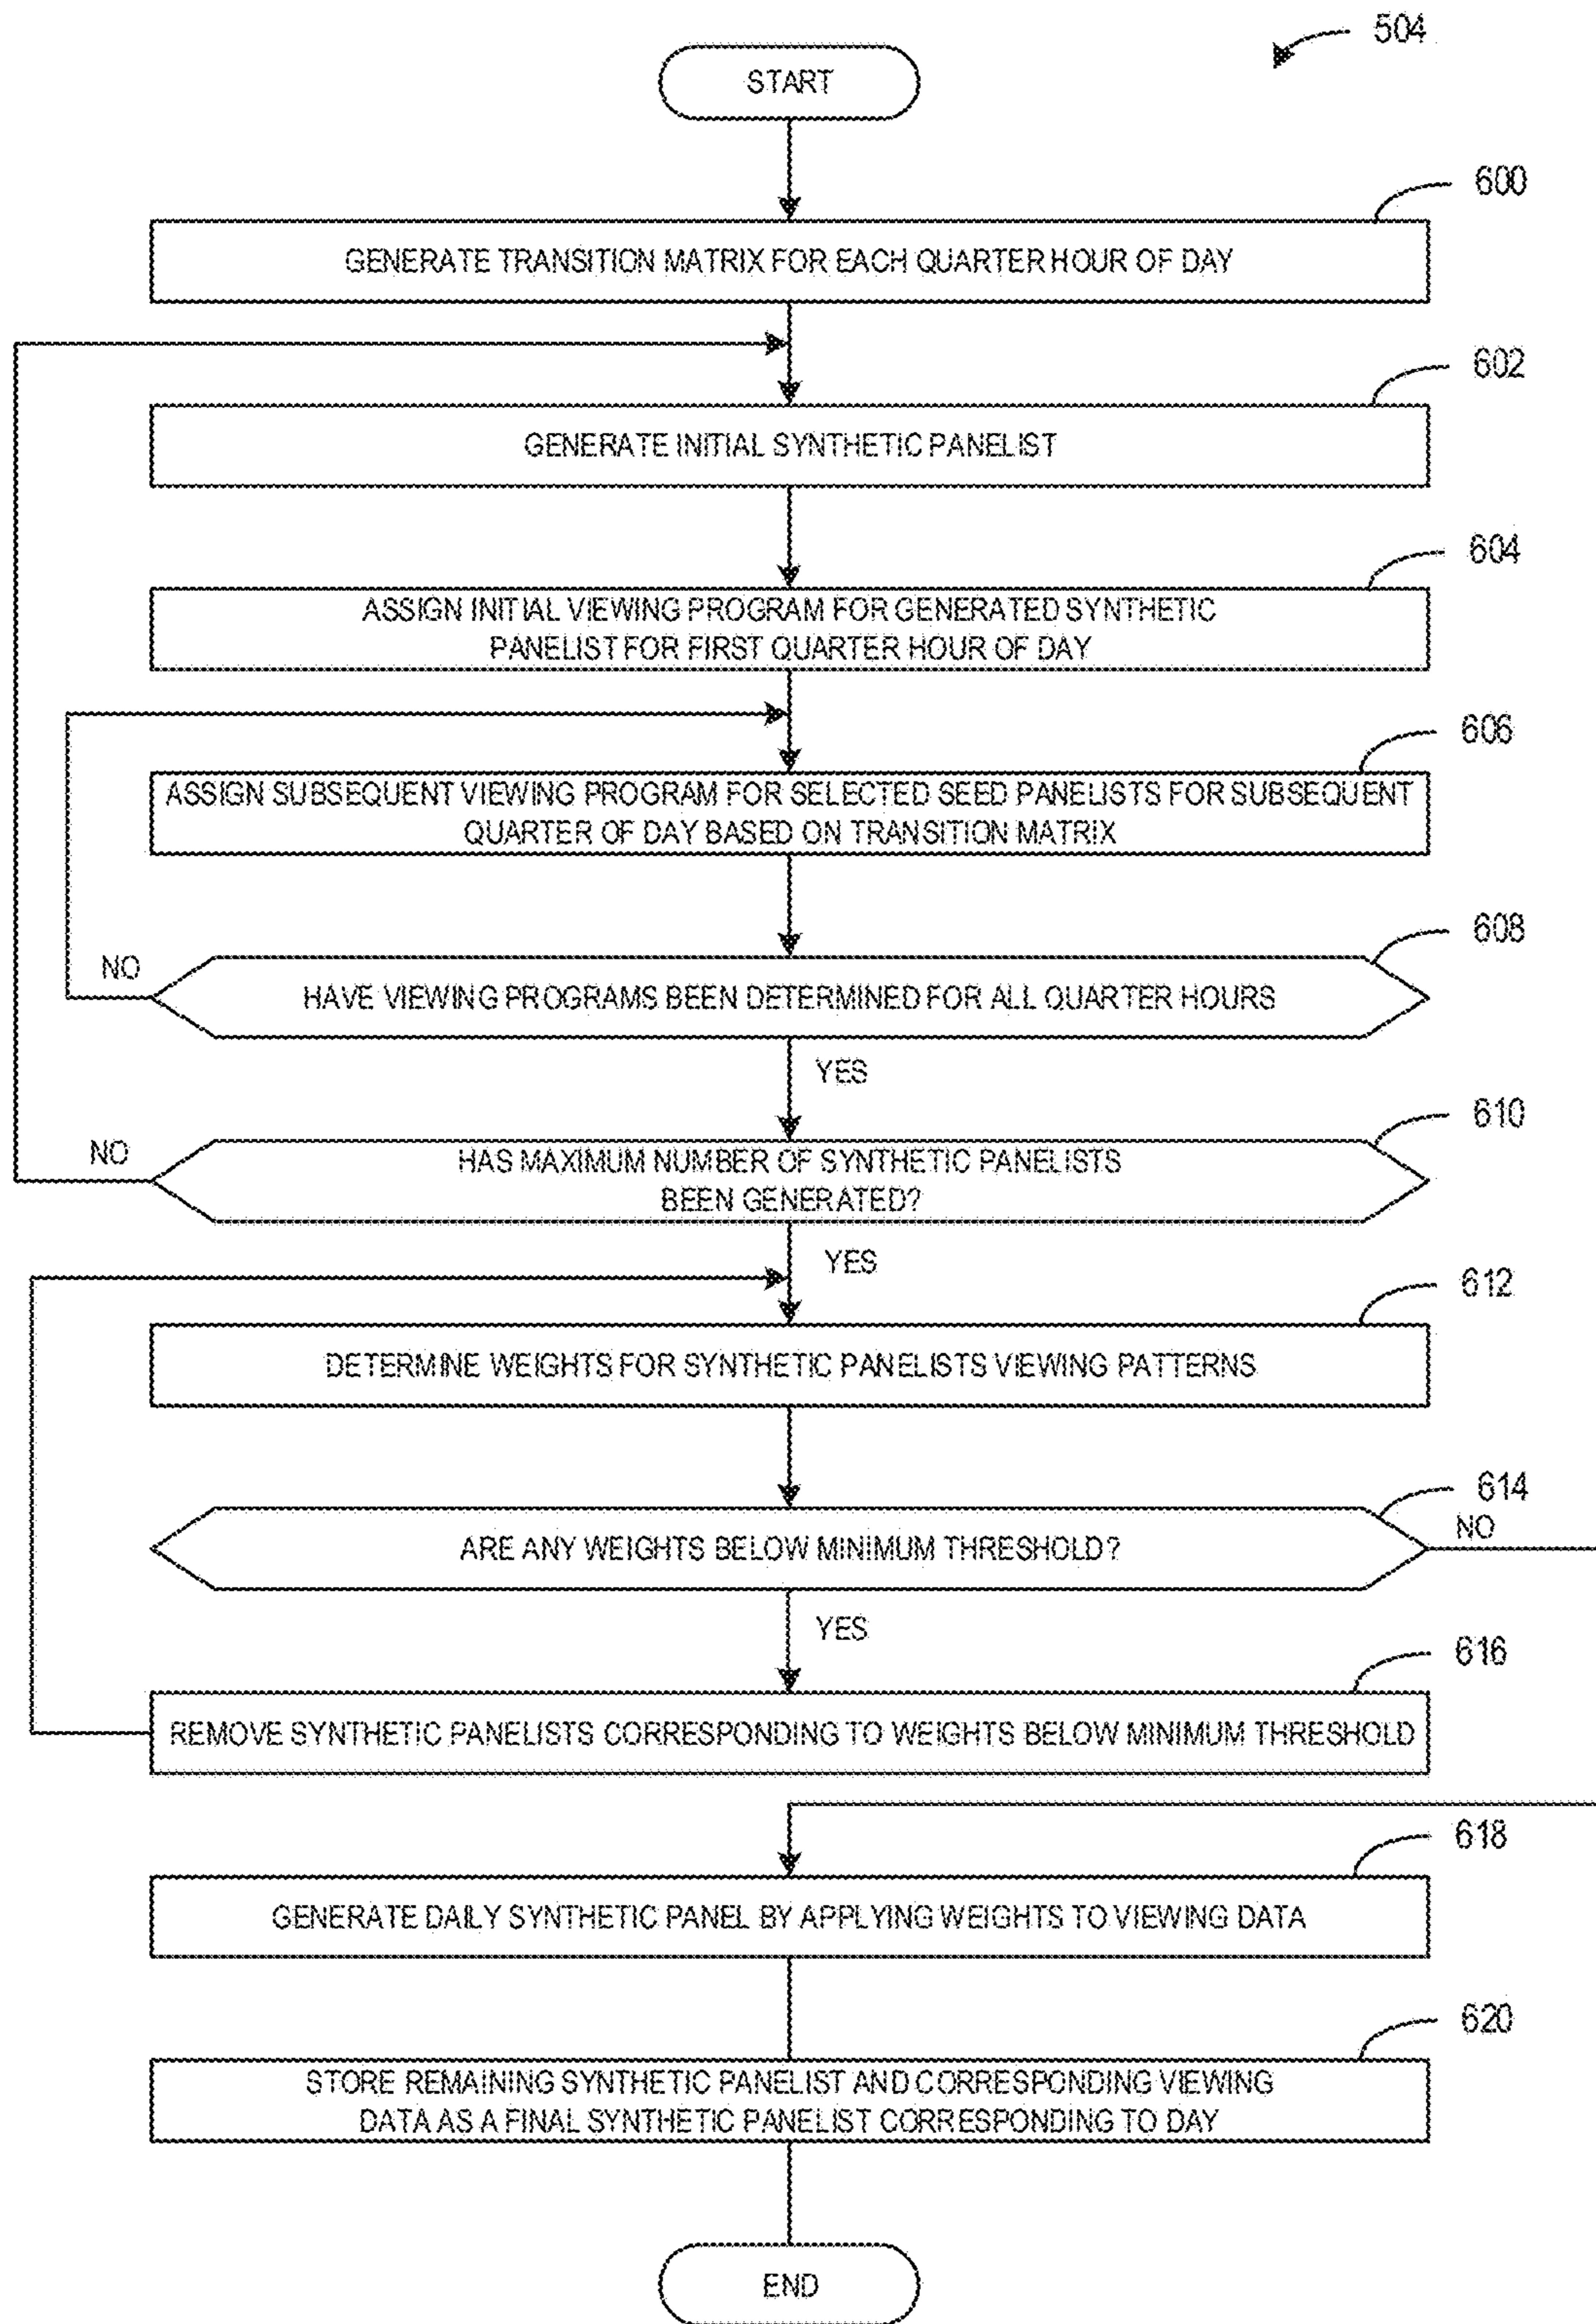 504
START
600
GENERATE TRANSITION MATRIX FOR EACH QUARTER HOUR OF DAY
602
GENERATE INITIAL SYNTHETIC PANELIST
604
ASSIGN INITIAL VIEWING PROGRAM FOR GENERATED SYNTHETIC
PANELIST FOR FIRST QUARTER HOUR OF DAY
606
ASSIGN SUBSEQUENT VIEWING PROGRAM FOR SELECTED SEED PANELISTS FOR SUBSEQUENT
QUARTER OF DAY BASED ON TRANSITION MATRIX
608
NO
HAVE VIEWING PROGRAMS BEEN DETERMINED FOR ALL QUARTER HOURS
YES
610
NO
HAS MAXIMUM NUMBER OF SYNTHETIC PANELISTS
BEEN GENERATED?
YES
612
DETERMINE WEIGHTS FOR SYNTHETIC PANELISTS VIEWING PATTERNS
614
NO
ARE ANY WEIGHTS BELOW MINIMUM THRESHOLD?
YES
616
REMOVE SYNTHETIC PANELISTS CORRESPONDING TO WEIGHTS BELOW MINIMUM THRESHOLD
618
GENERATE DAILY SYNTHETIC PANEL BY APPLYING WEIGHTS TO VIEWING DATA
620
STORE REMAINING SYNTHETIC PANELIST AND CORRESPONDING VIEWING
DATA AS A FINAL SYNTHETIC PANELIST CORRESPONDING TO DAY
END